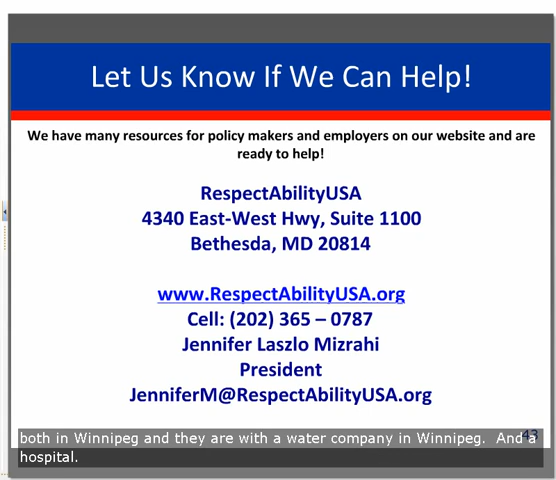 Let Us Know If We Can Help!
We have many resources for policy makers and employers on our website and are
ready to help!
RespectAbilityUSA
4340 East-West Hwy, Suite 1100
Bethesda, MD 20814
www.RespectAbilityUSA.org
Cell: (202) 365 – 0787
Jennifer Laszlo Mizrahi
President
JenniferM@RespectAbilityUSA.org
43
both in Winnipeg and they are with a water company in Winnipeg. And a
hospital.